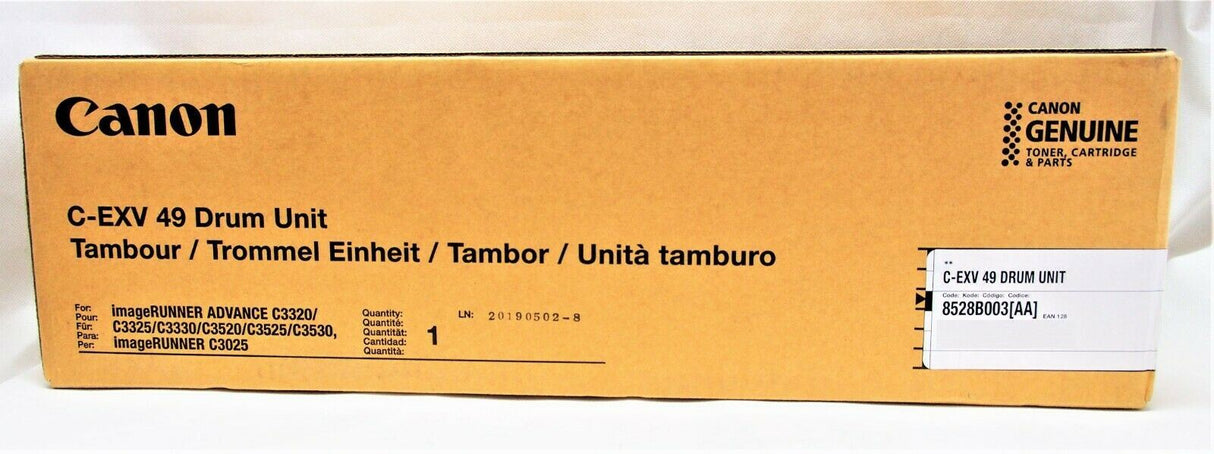 Canon
CANON
GENUINE
TONER, CARTRIDGE
& PARTS
C-EXV 49 Drum Unit
Tambour / Trommel Einheit / Tambor / Unità tamburo
For:
Pour:
Für:
Para:
Per:
imageRUNNER ADVANCE C3320/
C3325/C3330/C3520/C3525/C3530,
imageRUNNER C3025
Quantity:
Quantité:
Quantität:
Cantidad:
Quantità:
1
LN: 20190502-8
**
C-EXV 49 DRUM UNIT
Code: Kode: Código: Codice:
8528B003[AA] EAN 128